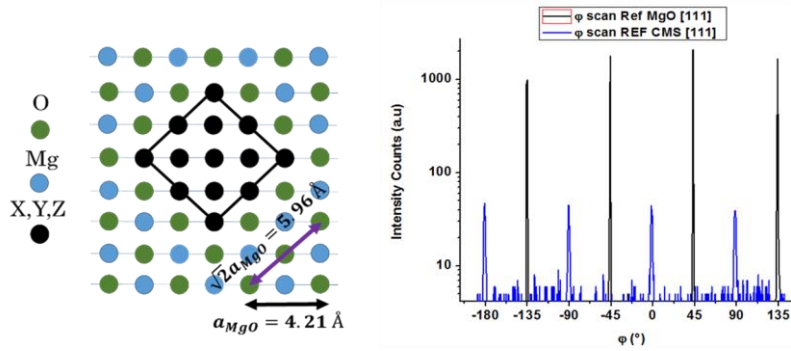 O
Mg
X,Y,Z
√2a_MgO = 5.96 Å
a_MgO = 4.21 Å
φ scan Ref MgO [111]
φ scan REF CMS [111]
Intensity Counts (a.u)
1000
100
10
-180 -135 -90 -45 0 45 90 135
φ (°)